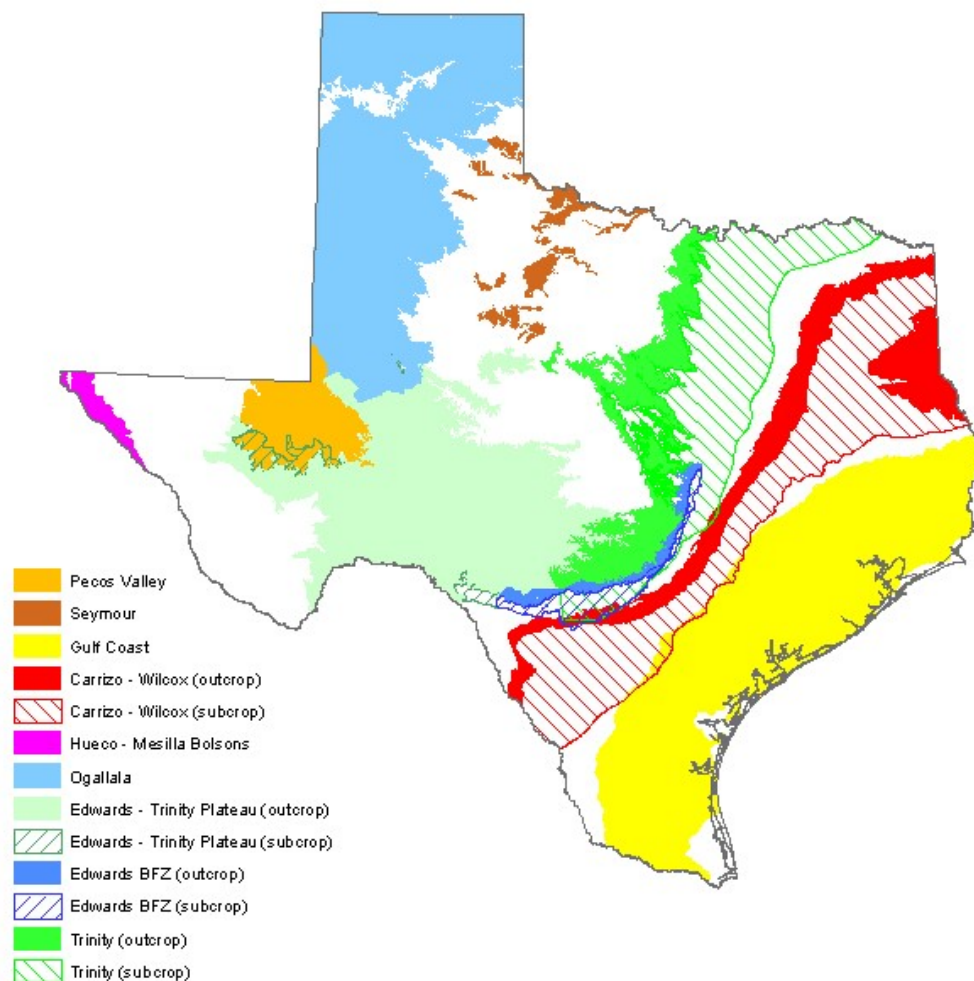 Pecos Valley
Seymour
Gulf Coast
Carrizo - Wilcox (outcrop)
Carrizo - Wilcox (subcrop)
Hueco - Mesilla Bolsons
Ogallala
Edwards - Trinity Plateau (outcrop)
Edwards - Trinity Plateau (subcrop)
Edwards BFZ (outcrop)
Edwards BFZ (subcrop)
Trinity (outcrop)
Trinity (subcrop)